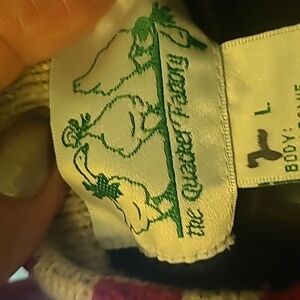 the Quacker Factory
L
BODY: